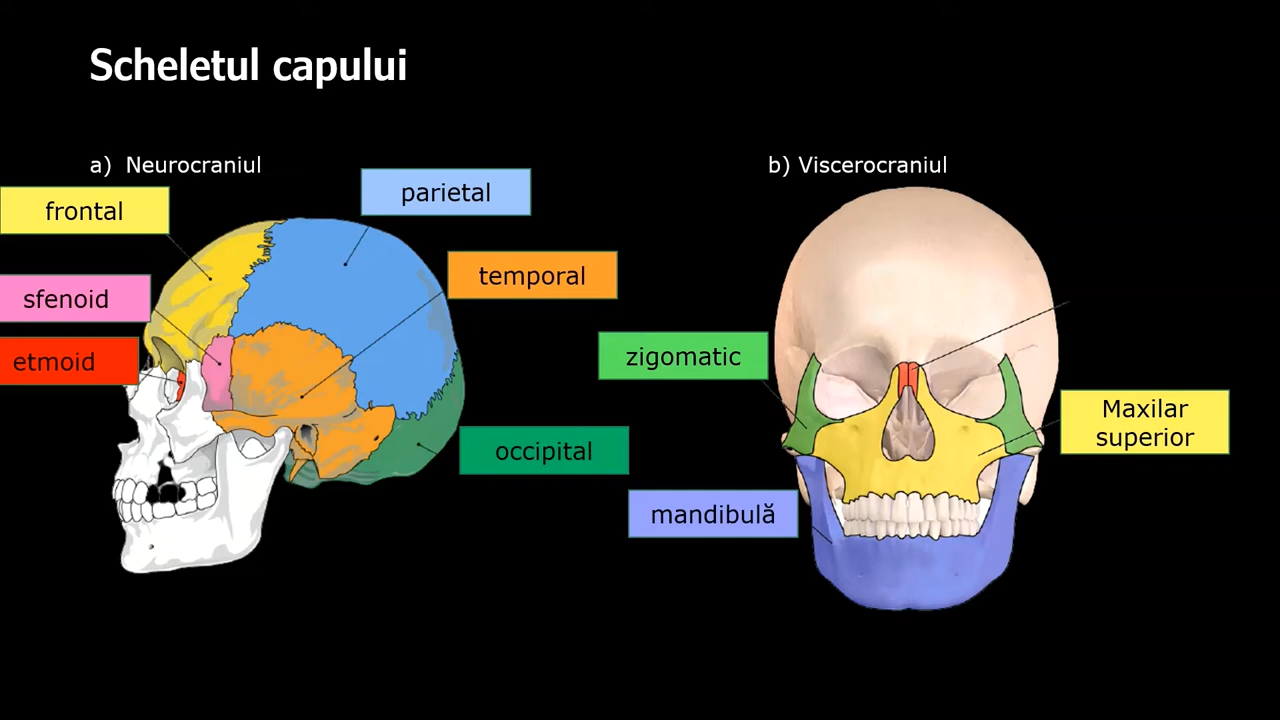 Scheletul capului
a) Neurocraniul
b) Viscerocraniul
frontal
parietal
sfenoid
temporal
etmoid
occipital
zigomatic
Maxilar
superior
mandibulă